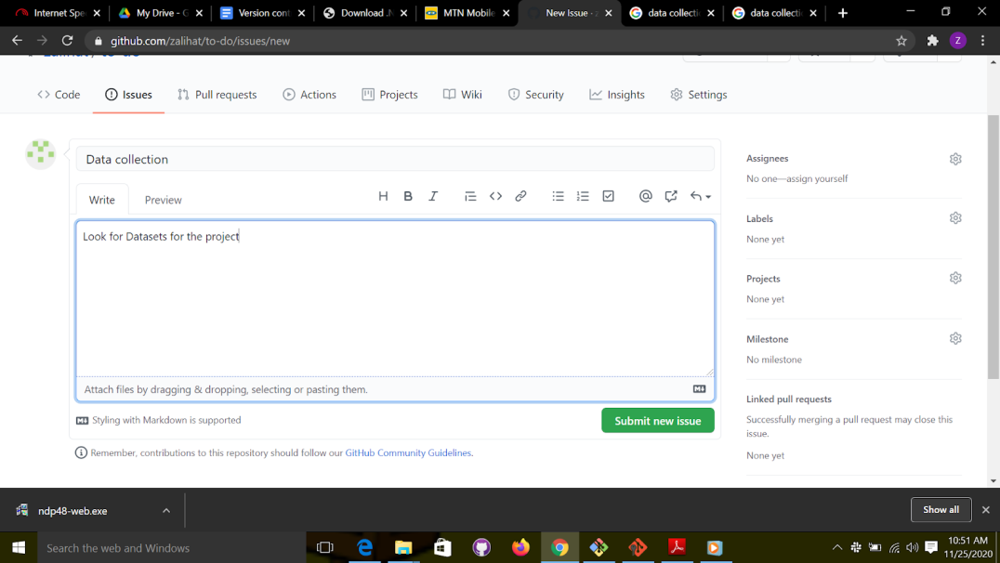 Internet Spe
My Drive - G
Version cont
Download .N
MTN Mobile
New Issue - z
data collecti
data collecti
github.com/zalihat/to-do/issues/new
Z
Code
Issues
Pull requests
Actions
Projects
Wiki
Security
Insights
Settings
Data collection
Write
Preview
Look for Datasets for the project
Attach files by dragging & dropping, selecting or pasting them.
Styling with Markdown is supported
Submit new issue
Remember, contributions to this repository should follow our GitHub Community Guidelines.
Assignees
No one—assign yourself
Labels
None yet
Projects
None yet
Milestone
No milestone
Linked pull requests
Successfully merging a pull request may close this
issue.
None yet
ndp48-web.exe
Show all
Search the web and Windows
10:51 AM
11/25/2020